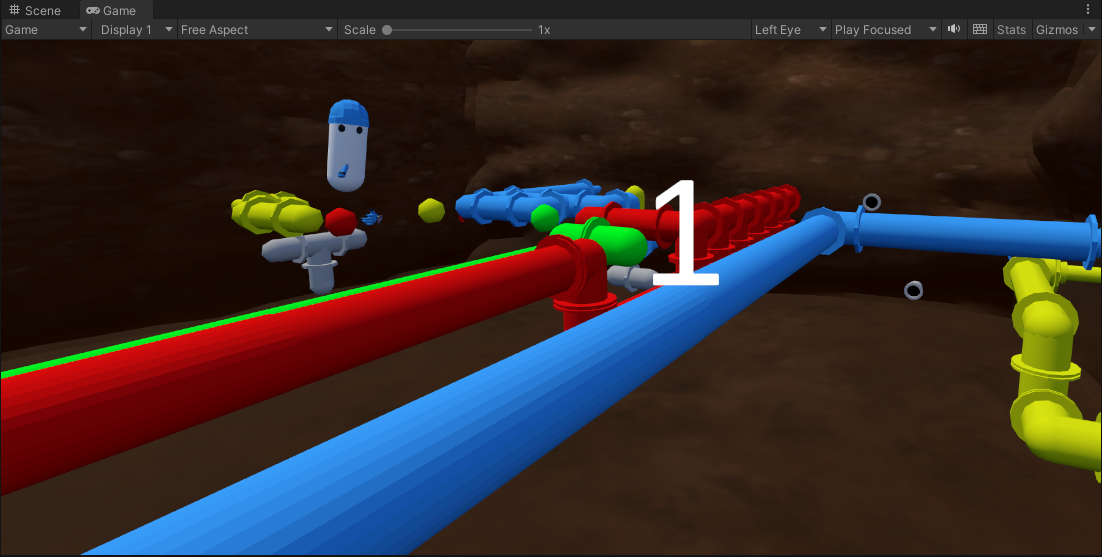 Scene Game
Game Display 1 Free Aspect Scale 1x Left Eye Play Focused Stats Gizmos
1